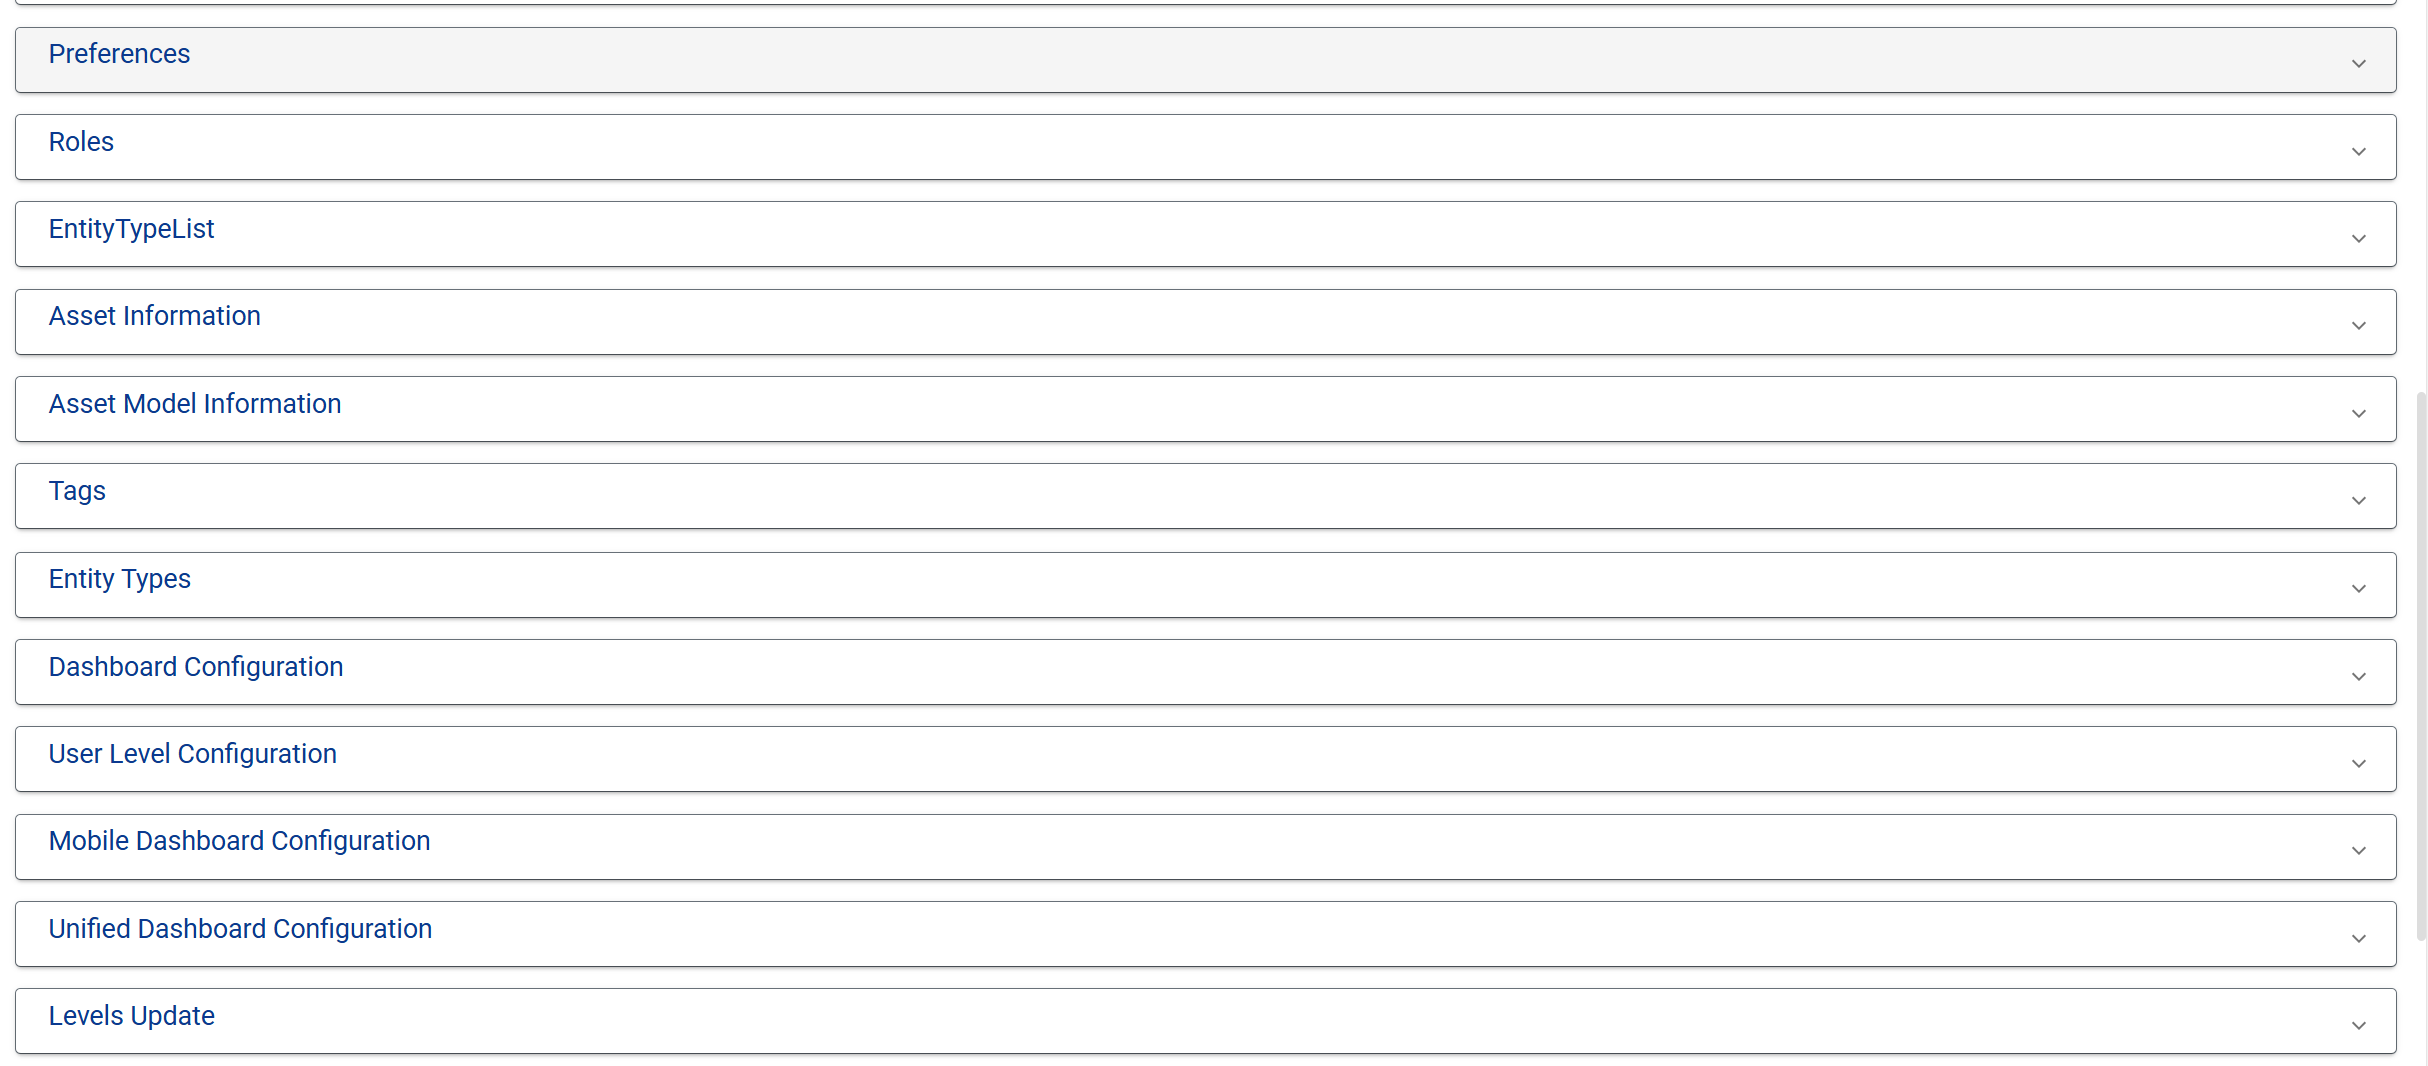 Preferences
Roles
EntityTypeList
Asset Information
Asset Model Information
Tags
Entity Types
Dashboard Configuration
User Level Configuration
Mobile Dashboard Configuration
Unified Dashboard Configuration
Levels Update